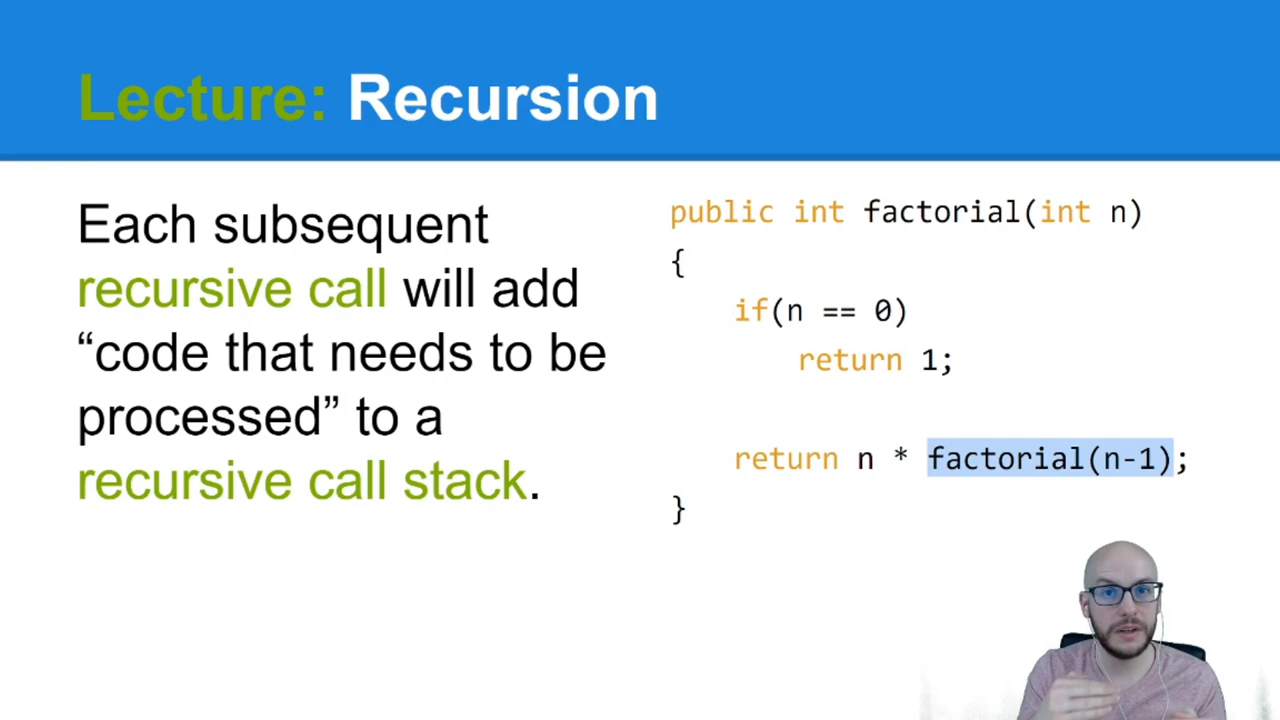 Lecture: Recursion
Each subsequent
recursive call will add
“code that needs to be
processed” to a
recursive call stack.
public int factorial(int n)
{
if(n == 0)
return 1;
return n * factorial(n-1);
}